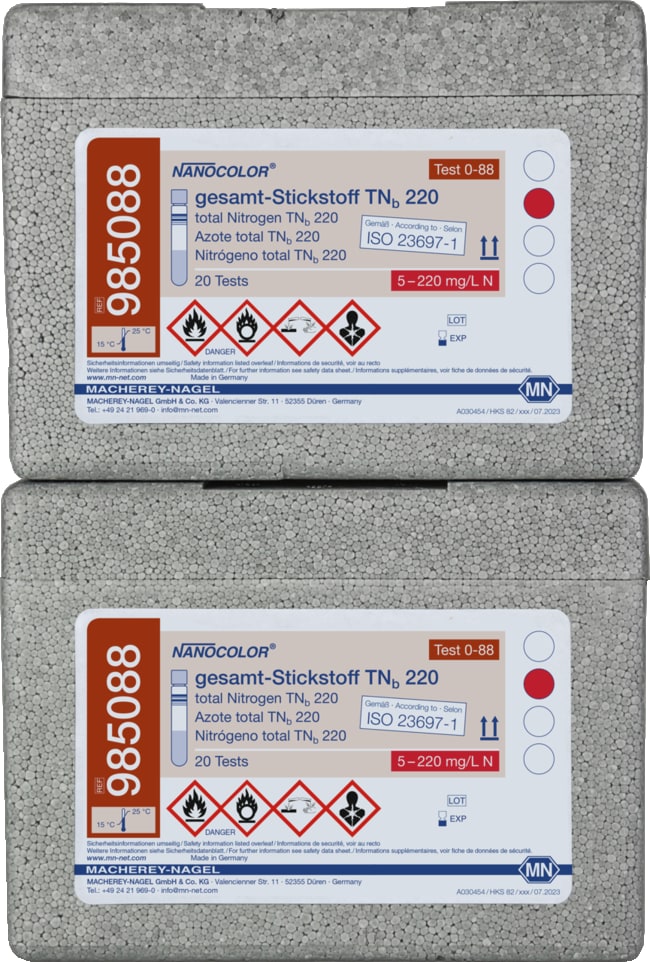 REF 985088
15 °C 25 °C
NANOCOLOR®
Test 0-88
gesamt-Stickstoff TNb 220
total Nitrogen TNb 220
Azote total TNb 220
Nitrógeno total TNb 220
Gemäß · According to · Selon
ISO 23697-1
20 Tests
5 – 220 mg/L N
DANGER
LOT
EXP
Sicherheitsinformationen umseitig / Safety information listed overleaf / Informations de securité, voir au recto
Weitere Informationen siehe Sicherheitsdatenblatt. / For further information see safety data sheet. / Informations supplémentaires, voir fiche de données de sécurité.
www.mn-net.com Made in Germany
MACHEREY-NAGEL
MN
MACHEREY-NAGEL GmbH & Co. KG · Valencienner Str. 11 · 52355 Düren · Germany
Tel.: +49 24 21 969-0 · info@mn-net.com
A030454 / HKS 82 / xxx / 07.2023
REF 985088
15 °C 25 °C
NANOCOLOR®
Test 0-88
gesamt-Stickstoff TNb 220
total Nitrogen TNb 220
Azote total TNb 220
Nitrógeno total TNb 220
Gemäß · According to · Selon
ISO 23697-1
20 Tests
5 – 220 mg/L N
DANGER
LOT
EXP
Sicherheitsinformationen umseitig / Safety information listed overleaf / Informations de securité, voir au recto
Weitere Informationen siehe Sicherheitsdatenblatt. / For further information see safety data sheet. / Informations supplémentaires, voir fiche de données de sécurité.
www.mn-net.com Made in Germany
MACHEREY-NAGEL
MN
MACHEREY-NAGEL GmbH & Co. KG · Valencienner Str. 11 · 52355 Düren · Germany
Tel.: +49 24 21 969-0 · info@mn-net.com
A030454 / HKS 82 / xxx / 07.2023